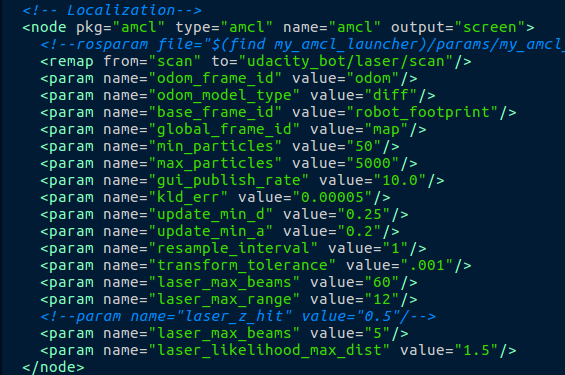 <!-- Localization-->
<node pkg="amcl" type="amcl" name="amcl" output="screen">
<!--rosparam file="$(find my_amcl_launcher)/params/my_amcl_
<remap from="scan" to="udacity_bot/laser/scan"/>
<param name="odom_frame_id" value="odom"/>
<param name="odom_model_type" value="diff"/>
<param name="base_frame_id" value="robot_footprint"/>
<param name="global_frame_id" value="map"/>
<param name="min_particles" value="50"/>
<param name="max_particles" value="5000"/>
<param name="gui_publish_rate" value="10.0"/>
<param name="kld_err" value="0.00005"/>
<param name="update_min_d" value="0.25"/>
<param name="update_min_a" value="0.2"/>
<param name="resample_interval" value="1"/>
<param name="transform_tolerance" value=".001"/>
<param name="laser_max_beams" value="60"/>
<param name="laser_max_range" value="12"/>
<!--param name="laser_z_hit" value="0.5"/-->
<param name="laser_max_beams" value="5"/>
<param name="laser_likelihood_max_dist" value="1.5"/>
</node>